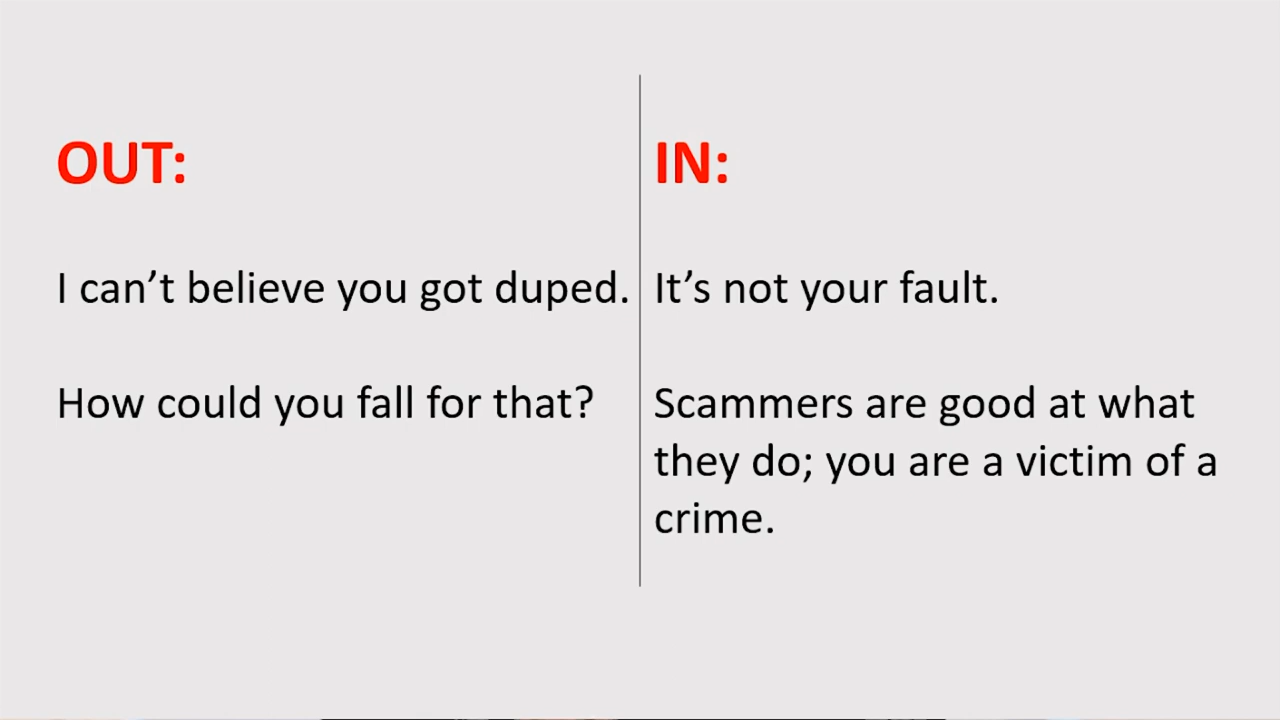 OUT:
I can’t believe you got duped.
How could you fall for that?
IN:
It’s not your fault.
Scammers are good at what
they do; you are a victim of a
crime.